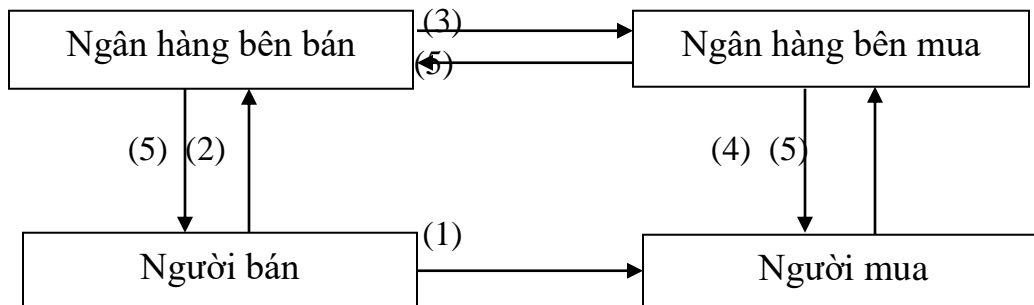 (3)
Ngân hàng bên bán
Ngân hàng bên mua
(5)
(5) (2)
(4) (5)
(1)
Người bán
Người mua